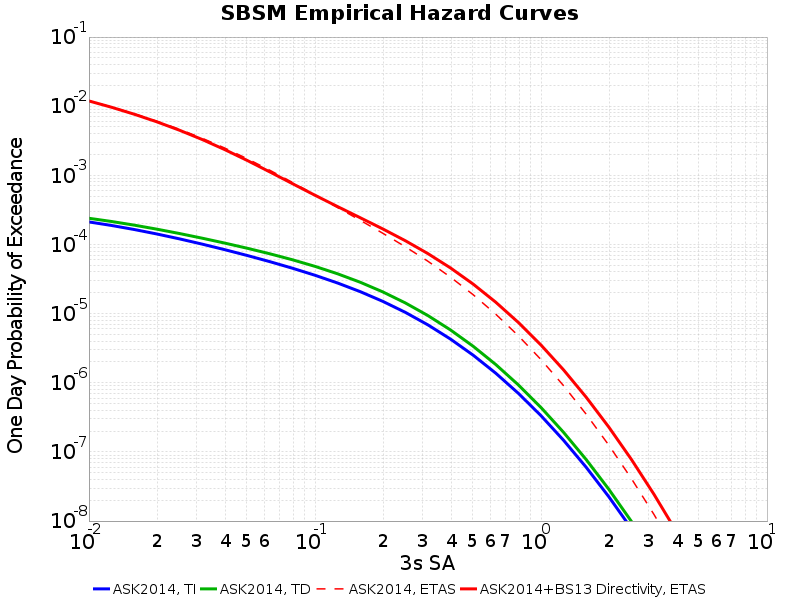 SBSM Empirical Hazard Curves
One Day Probability of Exceedance
10-1
10-2
10-3
10-4
10-5
10-6
10-7
10-8
10-2 2 3 4 5 6 10-1 2 3 4 5 6 7 100 2 3 4 5 6 7 101
3s SA
ASK2014, TI ASK2014, TD ASK2014, ETAS ASK2014+BS13 Directivity, ETAS